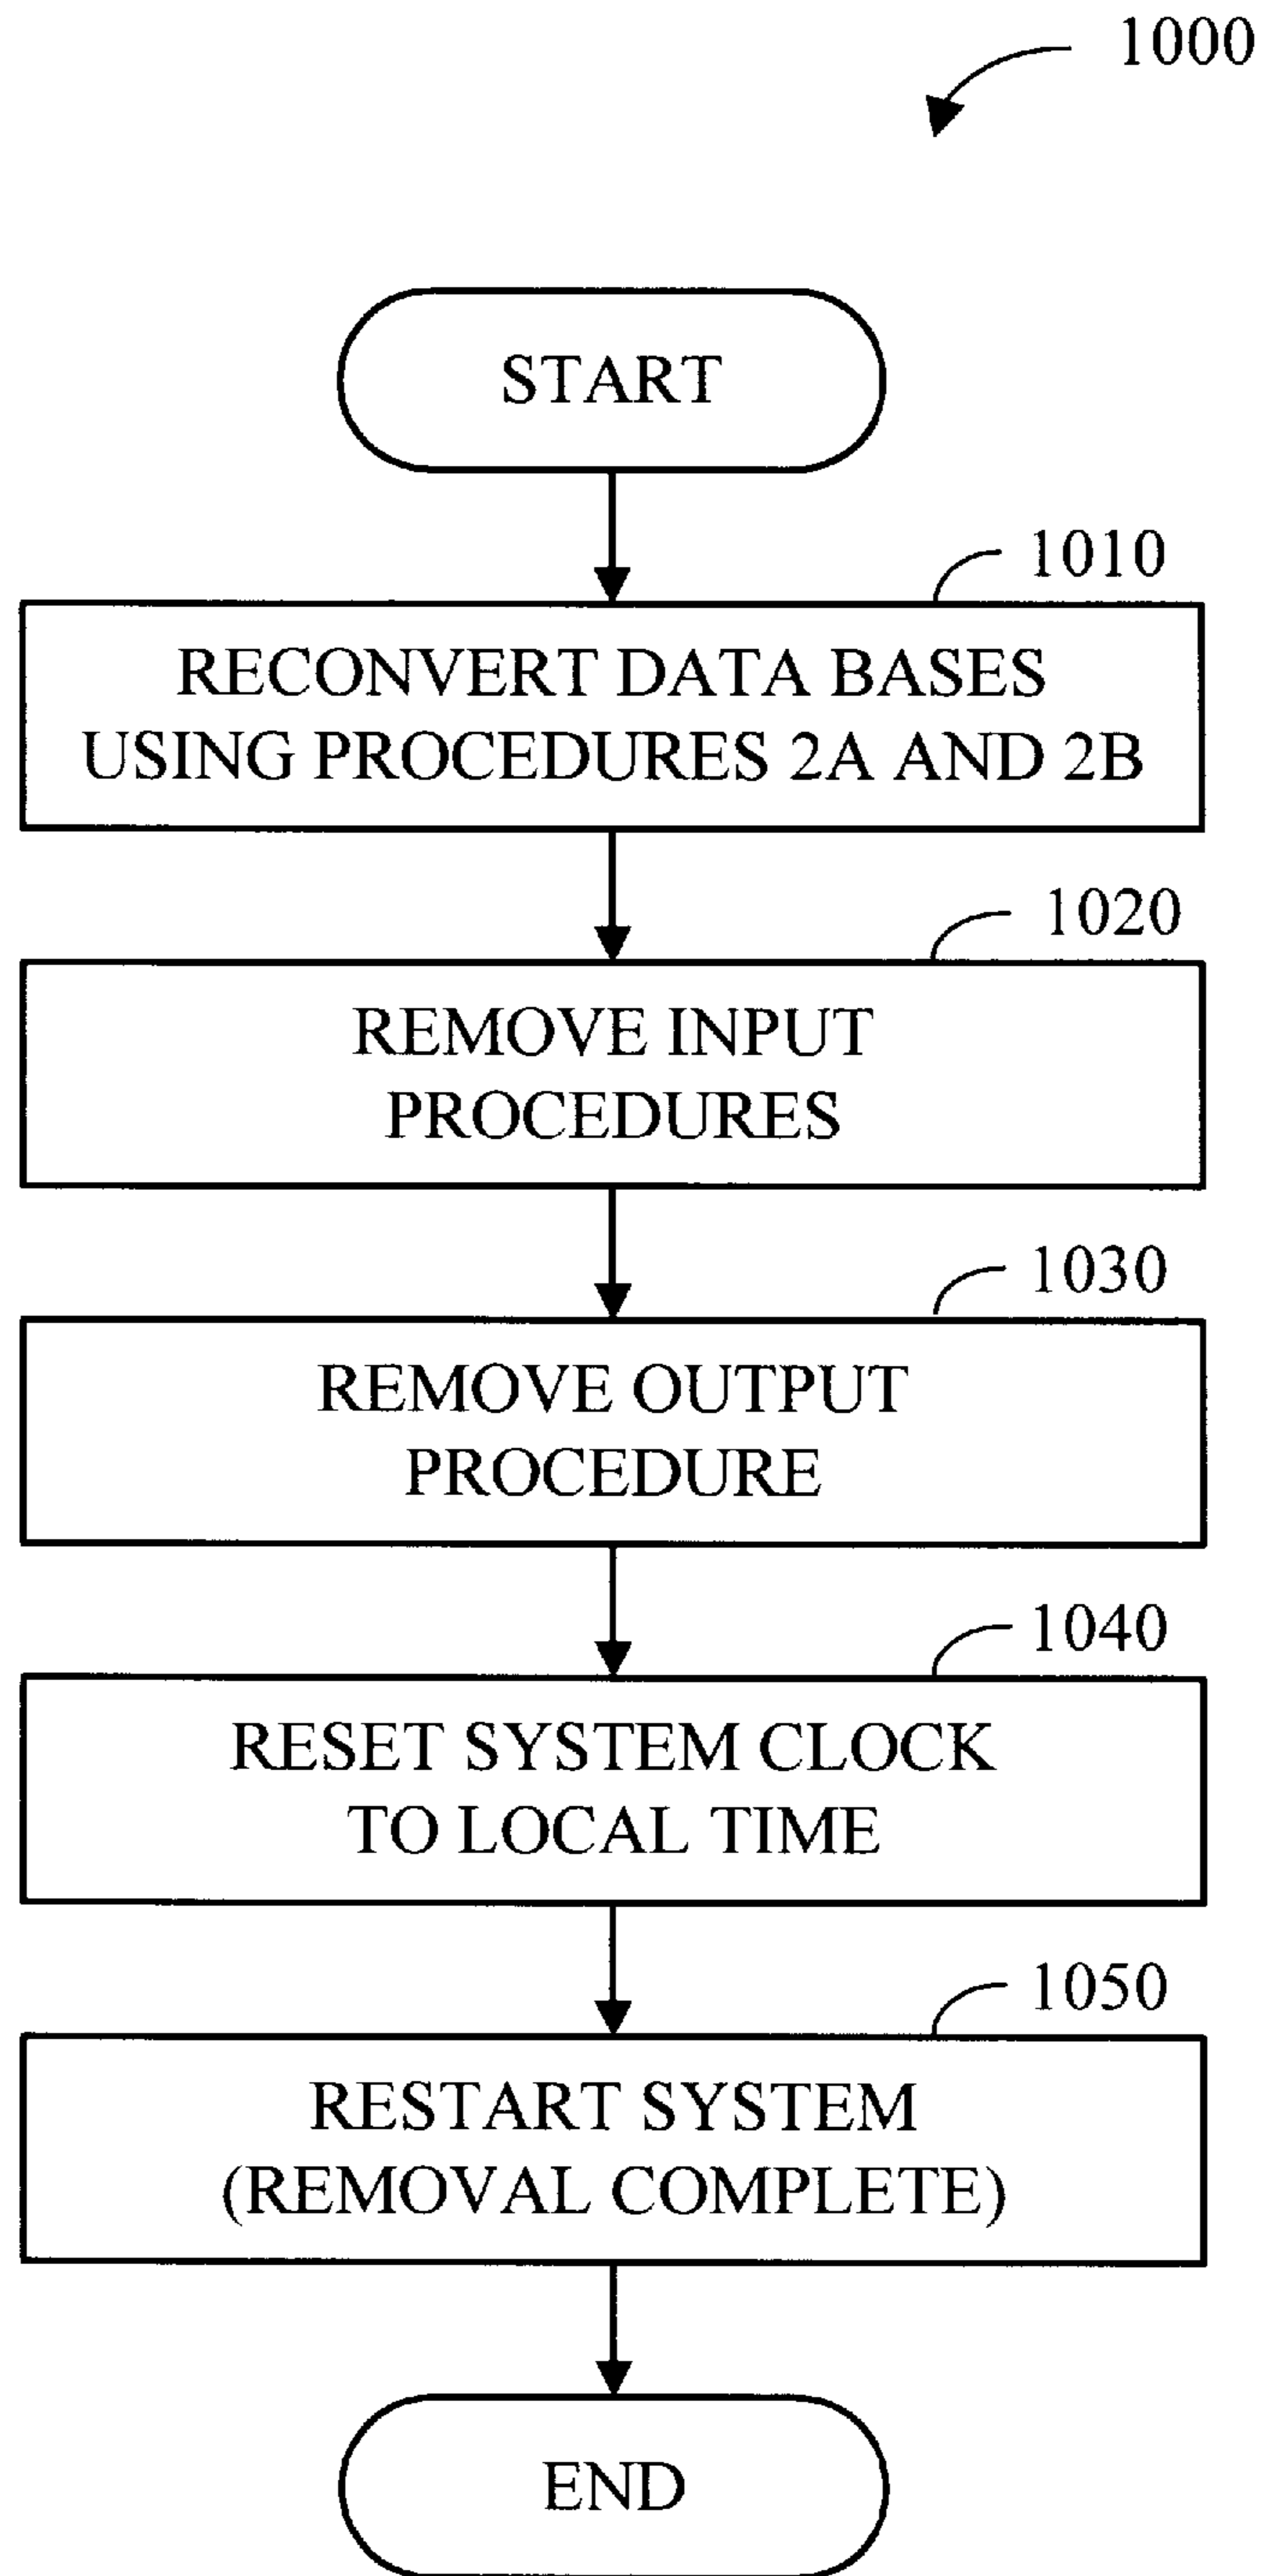 1000
START
1010
RECONVERT DATA BASES
USING PROCEDURES 2A AND 2B
1020
REMOVE INPUT
PROCEDURES
1030
REMOVE OUTPUT
PROCEDURE
1040
RESET SYSTEM CLOCK
TO LOCAL TIME
1050
RESTART SYSTEM
(REMOVAL COMPLETE)
END